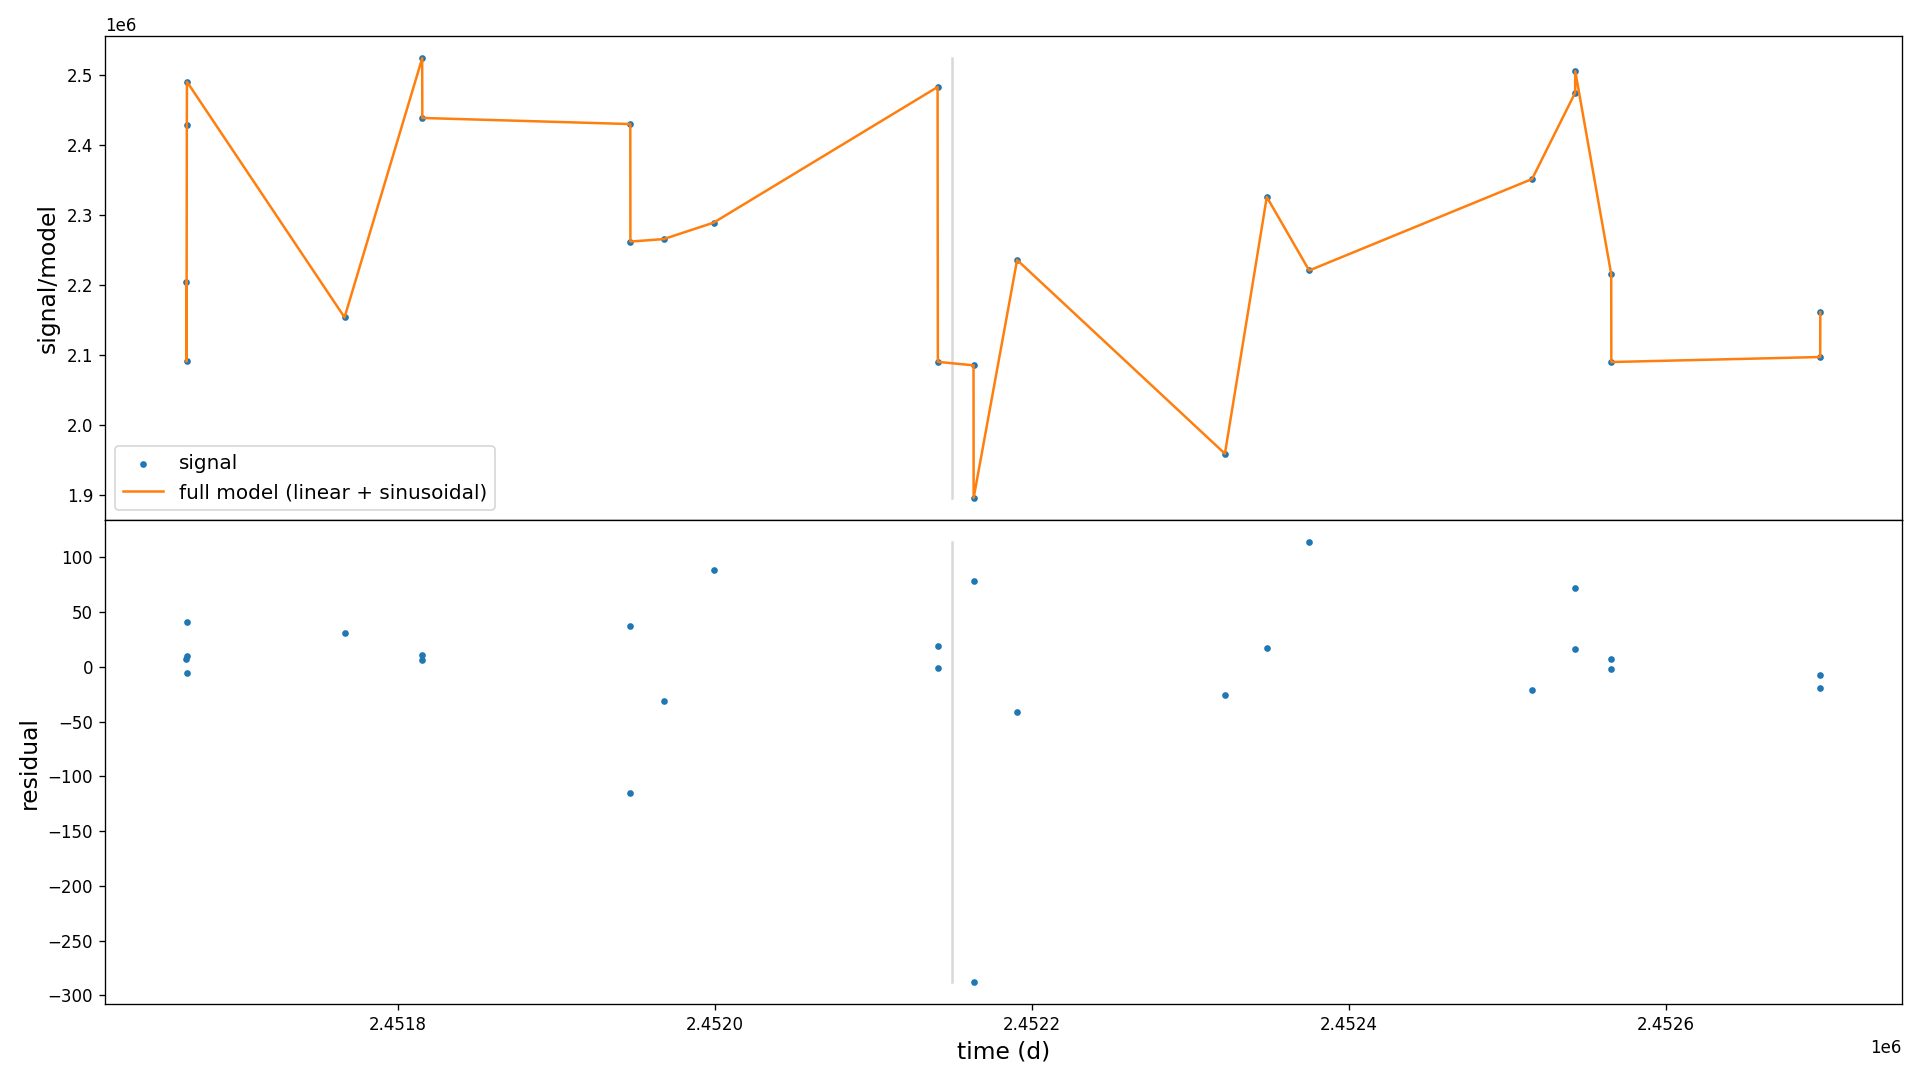 1e6
2.5
2.4
2.3
2.2
2.1
2.0
1.9
signal/model
signal
full model (linear + sinusoidal)
100
50
0
−50
−100
−150
−200
−250
−300
residual
2.4518 2.4520 2.4522 2.4524 2.4526
time (d)
1e6